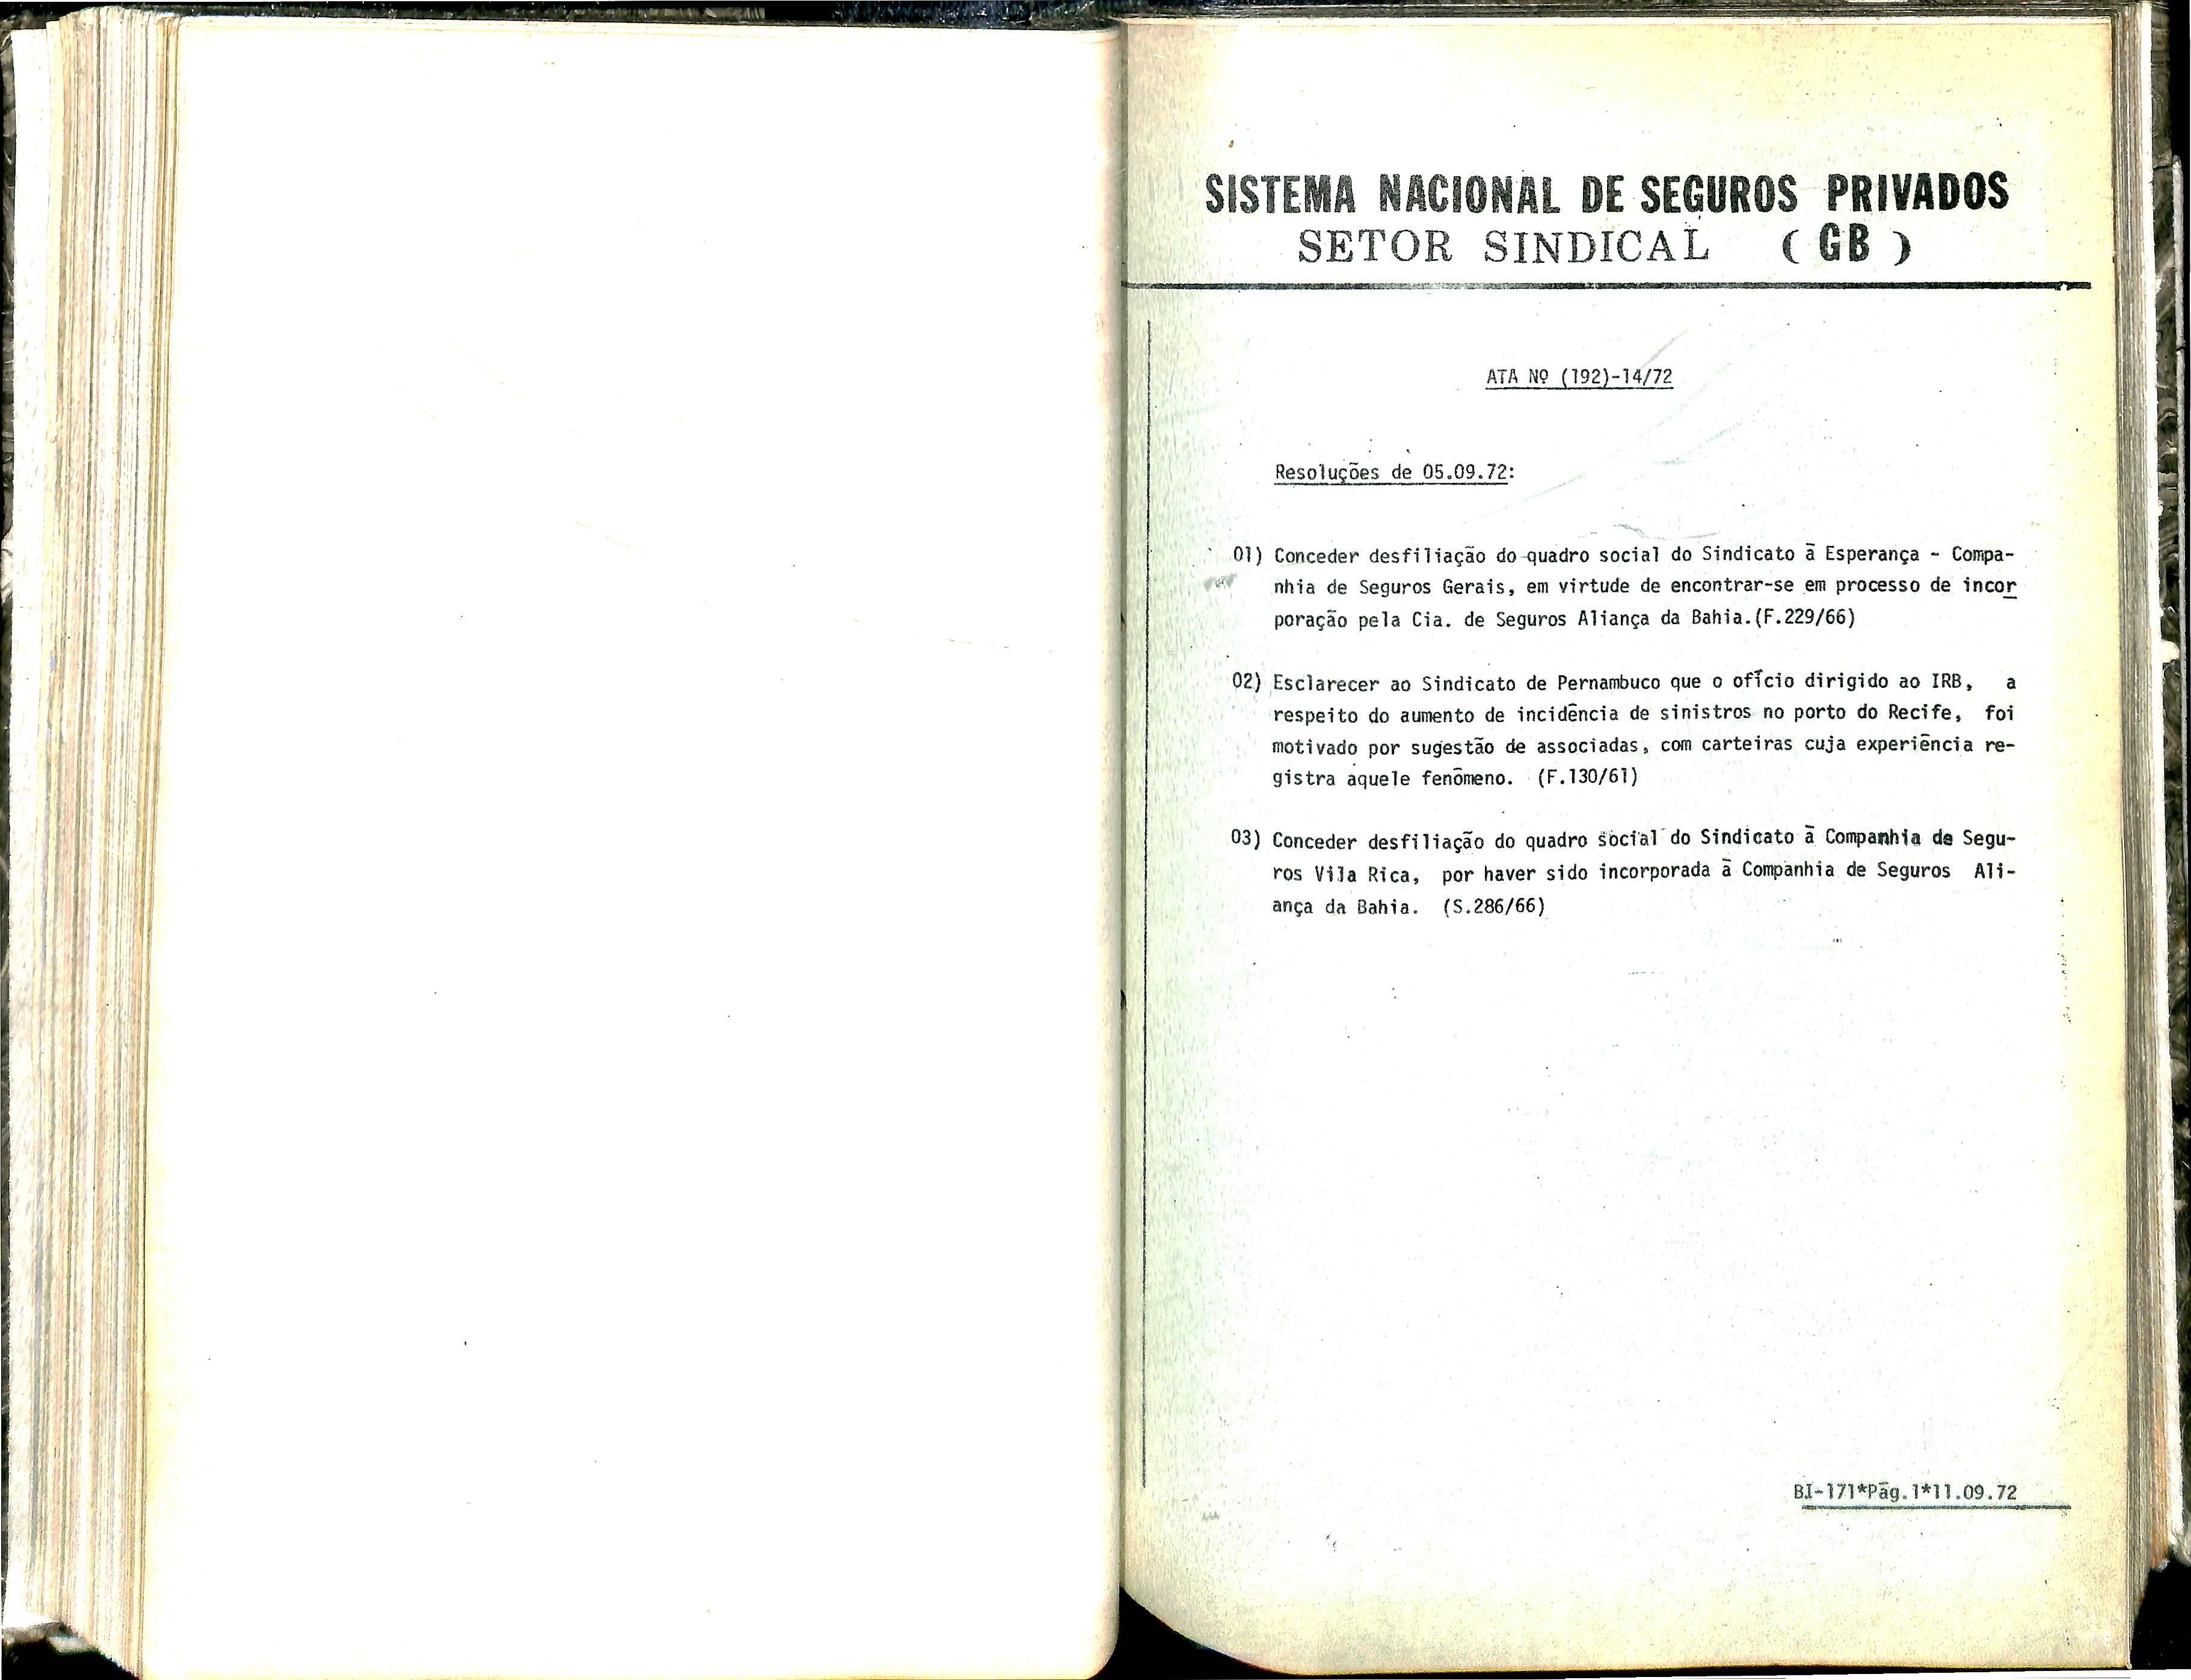 SISTEMA NACIONAL DE SEGUROS PRIVADOS
SETOR SINDICAL ( GB )
ATA Nº (192)-14/72
Resoluções de 05.09.72:
01) Conceder desfiliação do quadro social do Sindicato à Esperança - Compa-
nhia de Seguros Gerais, em virtude de encontrar-se em processo de incor
poração pela Cia. de Seguros Aliança da Bahia.(F.229/66)
02) Esclarecer ao Sindicato de Pernambuco que o ofício dirigido ao IRB, a
respeito do aumento de incidência de sinistros no porto do Recife, foi
motivado por sugestão de associadas, com carteiras cuja experiência re-
gistra aquele fenômeno. (F.130/61)
03) Conceder desfiliação do quadro social do Sindicato à Companhia de Segu-
ros Vila Rica, por haver sido incorporada à Companhia de Seguros Ali-
ança da Bahia. (S.286/66)
BI-171*Pág.1*11.09.72